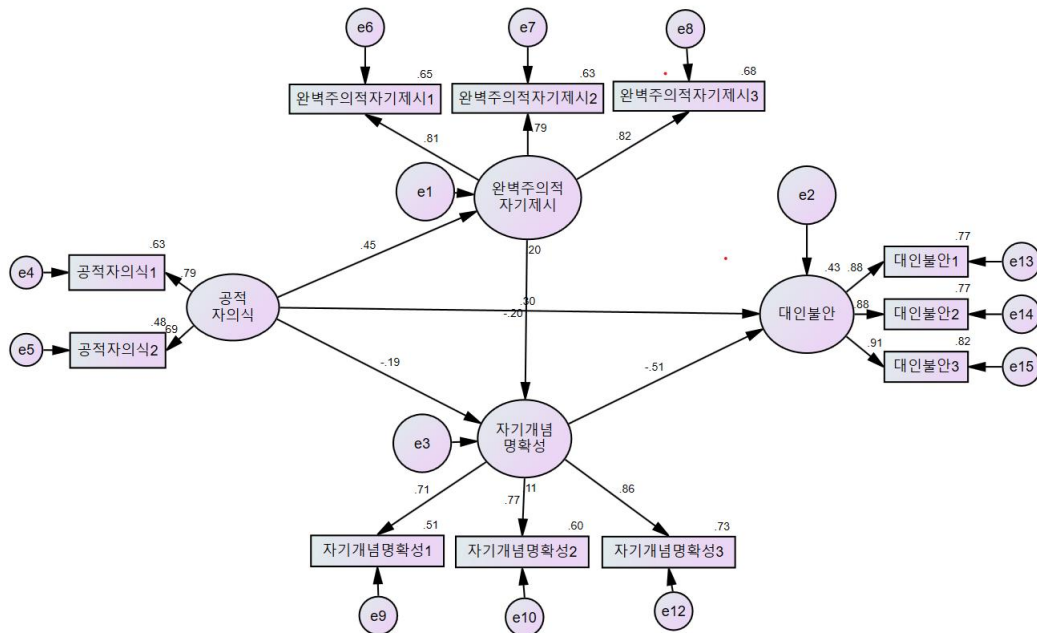 e6
e7
e8
.65
.63
.68
완벽주의적자기제시1
완벽주의적자기제시2
완벽주의적자기제시3
.81
.79
.82
e1
완벽주의적
자기제시
e2
.20
.45
e4
.63
공적자의식1
.79
공적
자의식
.48
.69
e5
공적자의식2
.30
-.20
.43
대인불안
.88
.77
대인불안1
e13
.88
.77
대인불안2
e14
.91
.82
대인불안3
e15
-.19
-.51
e3
자기개념
명확성
.71
.77
.11
.86
.51
.60
.73
자기개념명확성1
자기개념명확성2
자기개념명확성3
e9
e10
e12